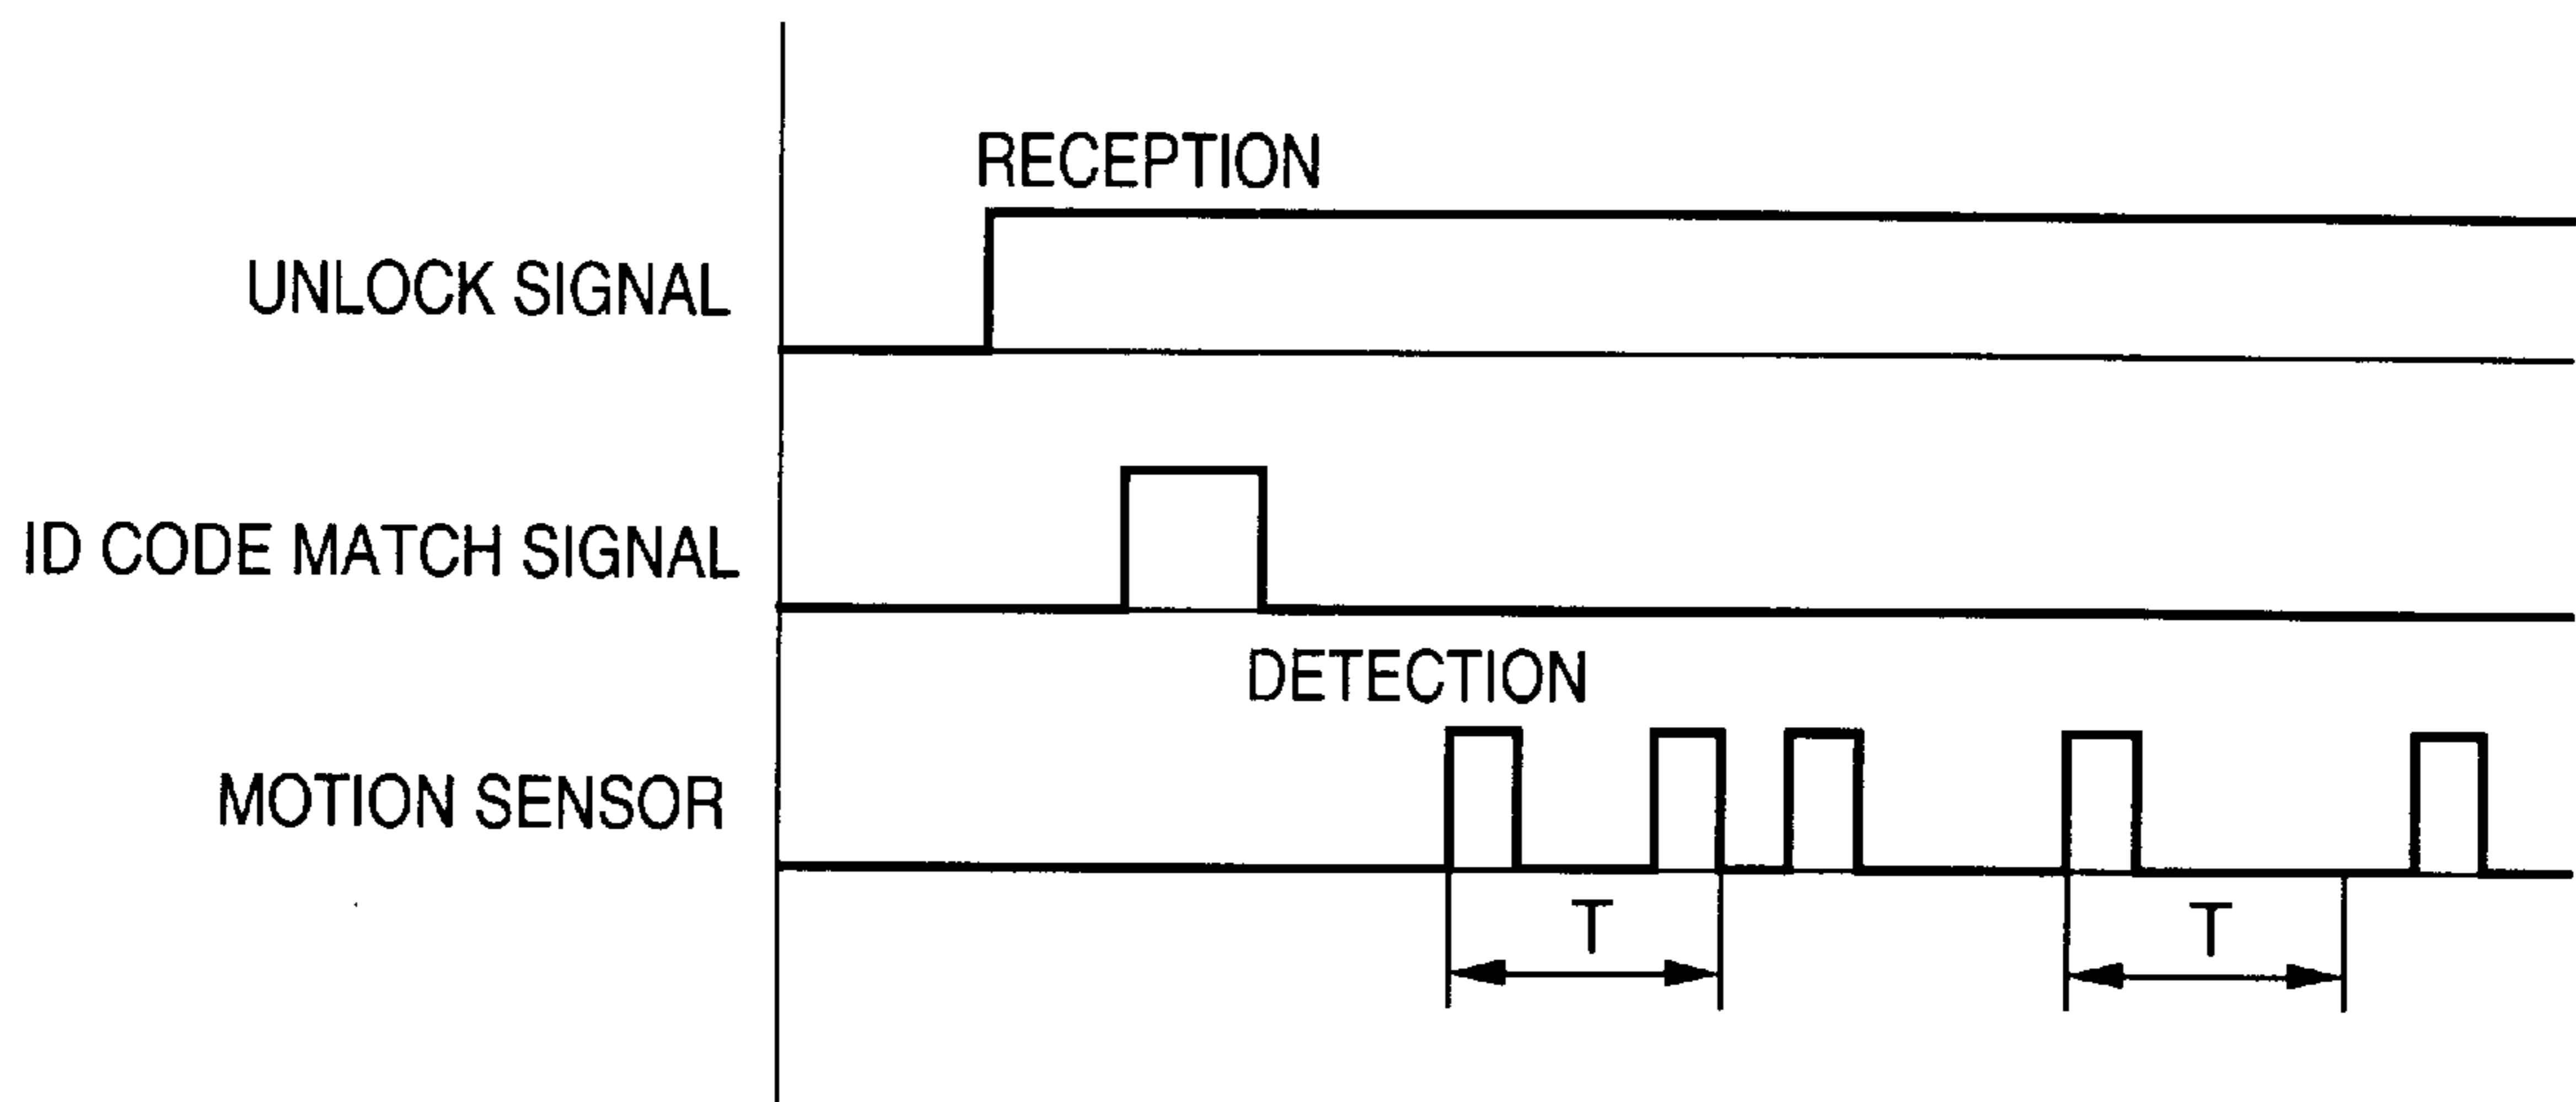 RECEPTION
UNLOCK SIGNAL
ID CODE MATCH SIGNAL
DETECTION
MOTION SENSOR
T
T